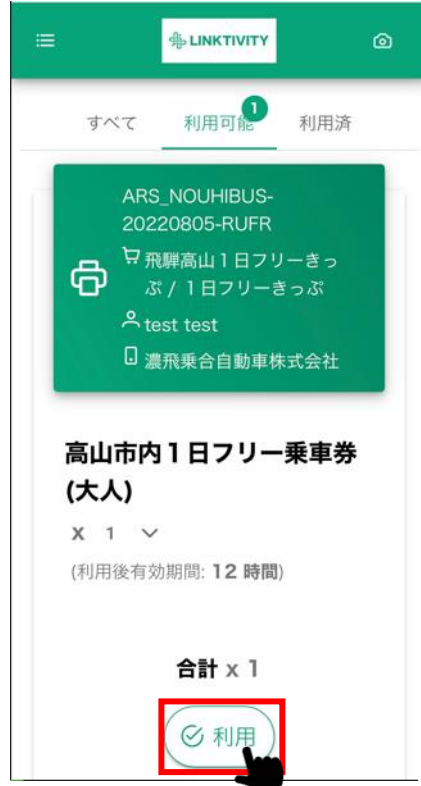 LINKTIVITY
すべて 利用可能 1 利用済
ARS_NOUHIBUS-
20220805-RUFR
飛騨高山１日フリーきっ
ぷ / １日フリーきっぷ
test test
濃飛乗合自動車株式会社
高山市内１日フリー乗車券
(大人)
X 1
(利用後有効期間: 12 時間)
合計 x 1
利用